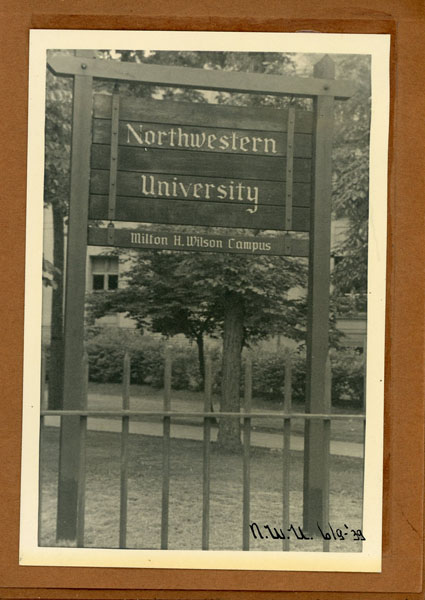 Northwestern
University
Milton H. Wilson Campus
N.W.U. 6/9-'39